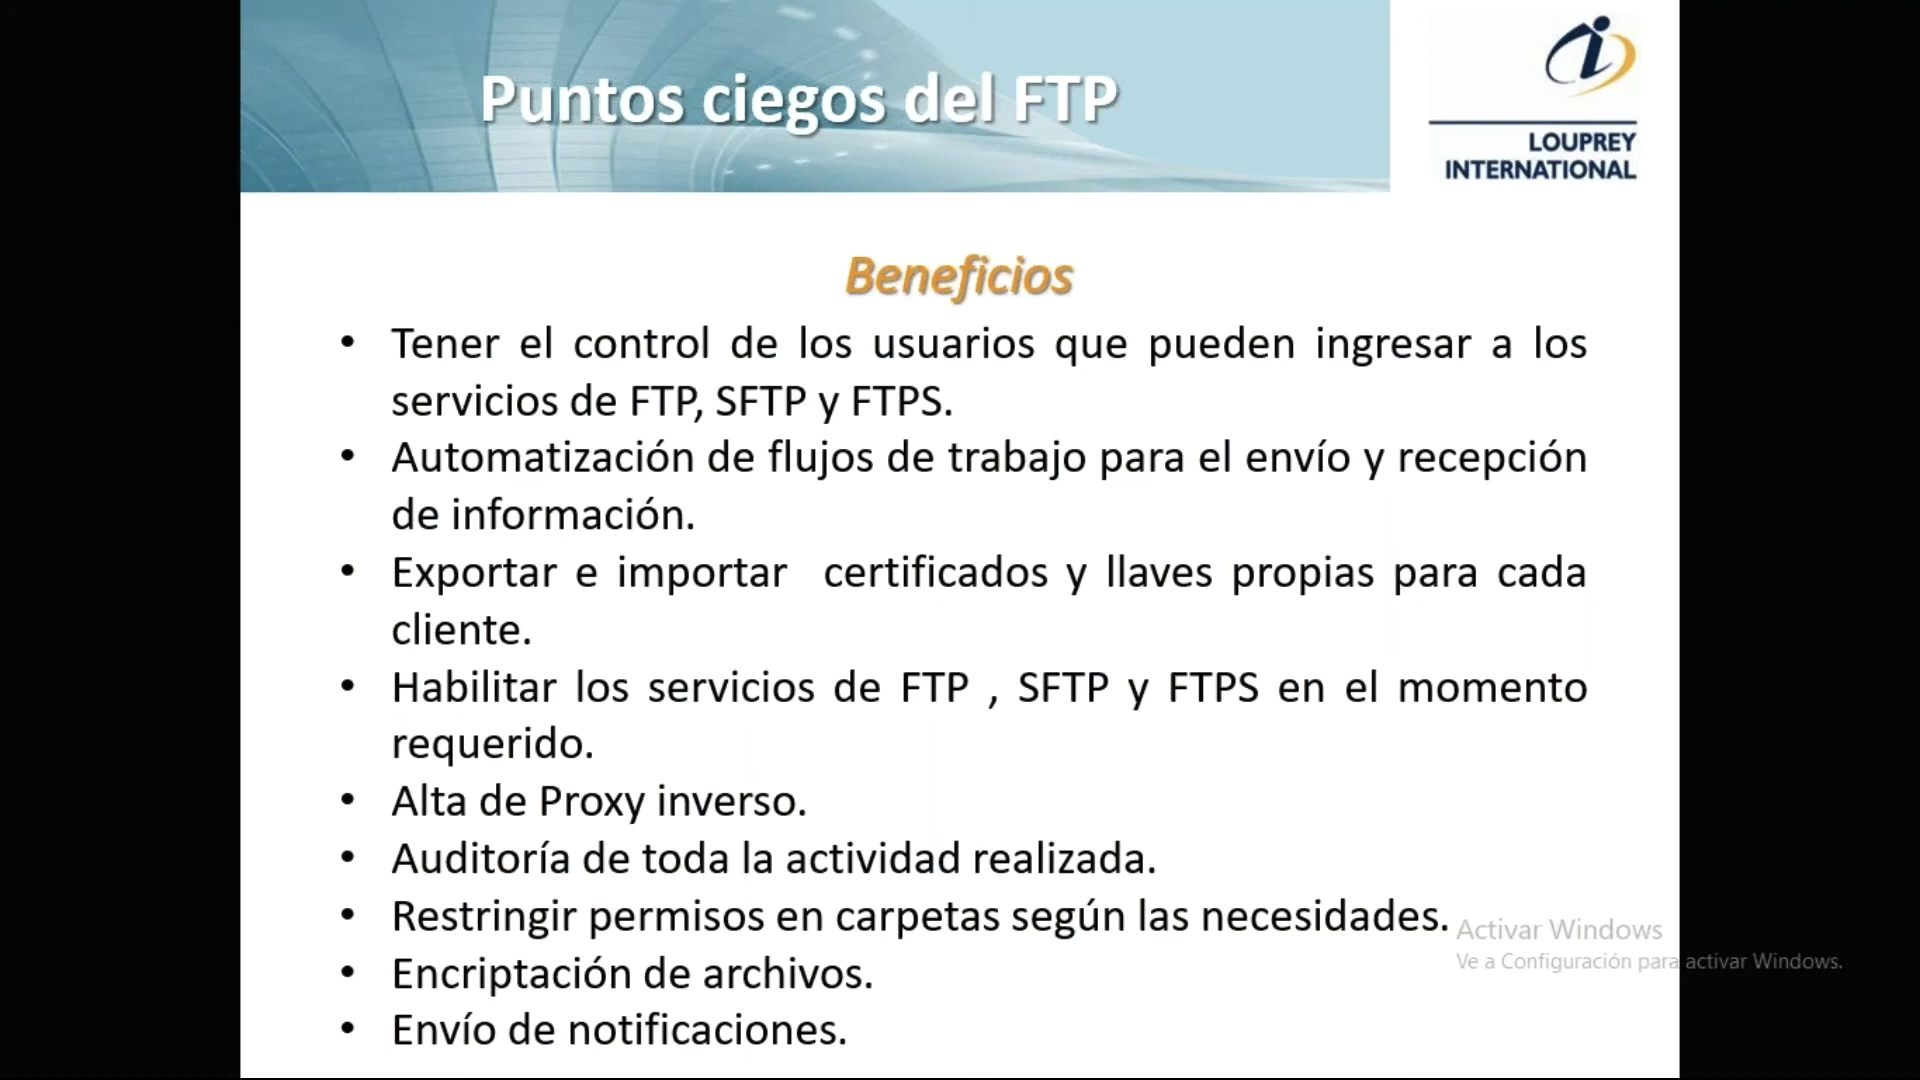 Puntos ciegos del FTP
LOUPREY
INTERNATIONAL
Beneficios
• Tener el control de los usuarios que pueden ingresar a los
servicios de FTP, SFTP y FTPS.
• Automatización de flujos de trabajo para el envío y recepción
de información.
• Exportar e importar certificados y llaves propias para cada
cliente.
• Habilitar los servicios de FTP , SFTP y FTPS en el momento
requerido.
• Alta de Proxy inverso.
• Auditoría de toda la actividad realizada.
• Restringir permisos en carpetas según las necesidades.
• Encriptación de archivos.
• Envío de notificaciones.
Activar Windows
Ve a Configuración para activar Windows.